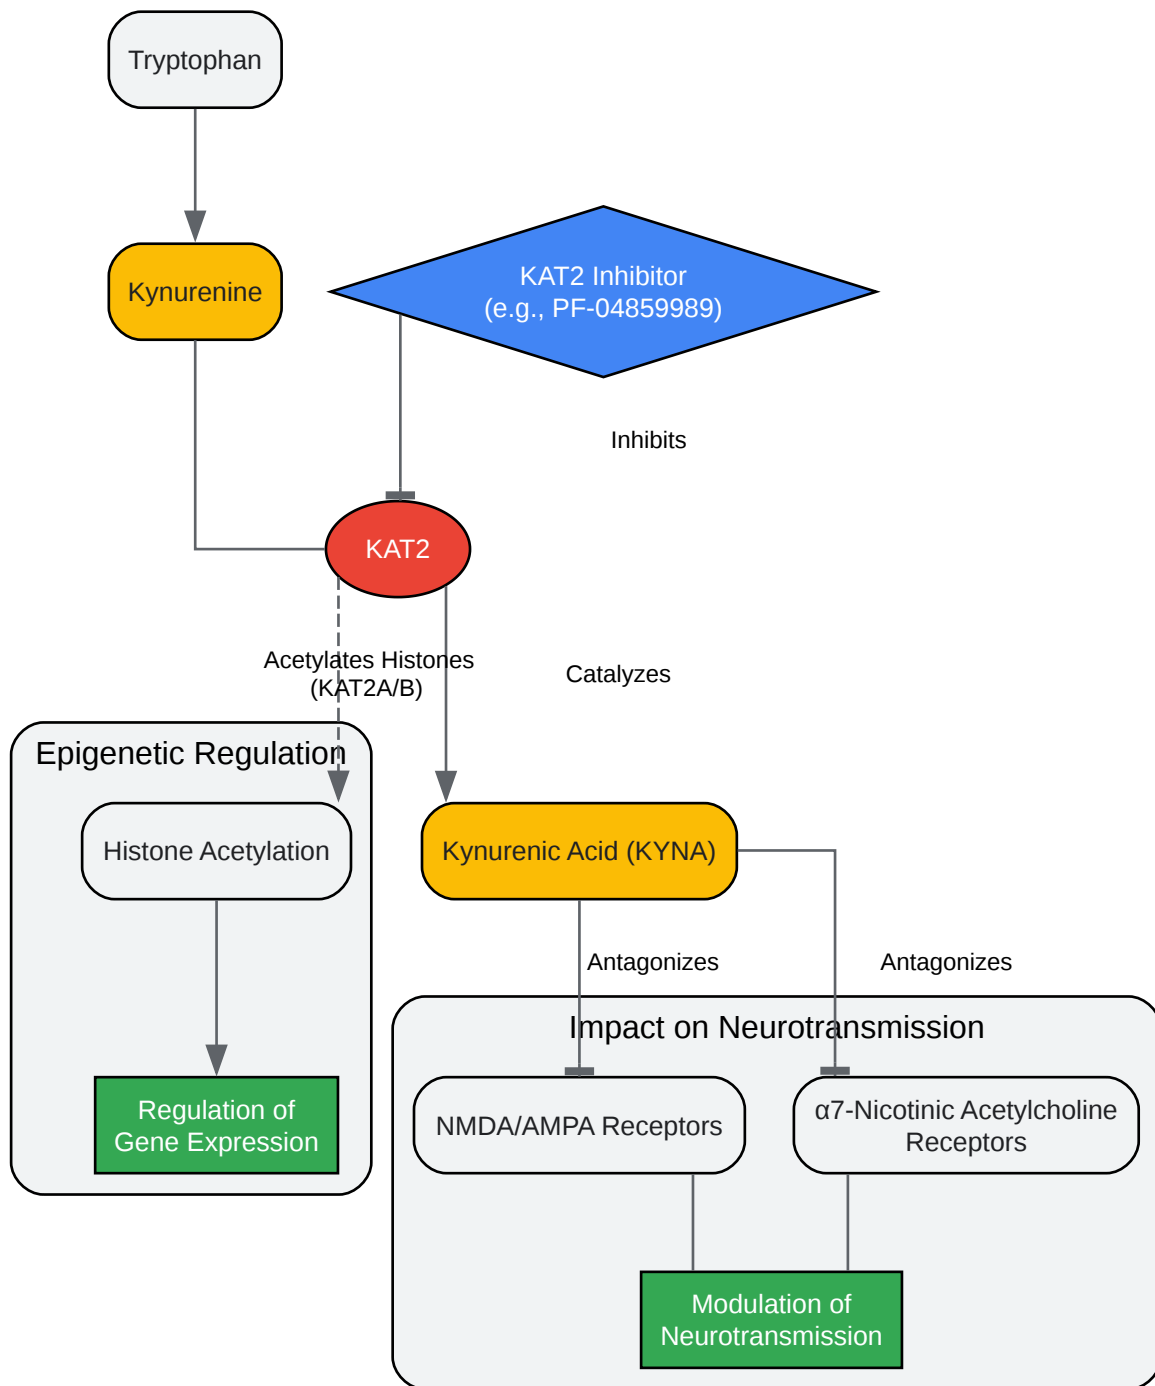 Tryptophan
Kynurenine
KAT2 Inhibitor
(e.g., PF-04859989)
Inhibits
KAT2
Acetylates Histones
(KAT2A/B)
Catalyzes
Epigenetic Regulation
Histone Acetylation
Kynurenic Acid (KYNA)
Antagonizes
Antagonizes
Impact on Neurotransmission
Regulation of
Gene Expression
NMDA/AMPA Receptors
α7-Nicotinic Acetylcholine
Receptors
Modulation of
Neurotransmission